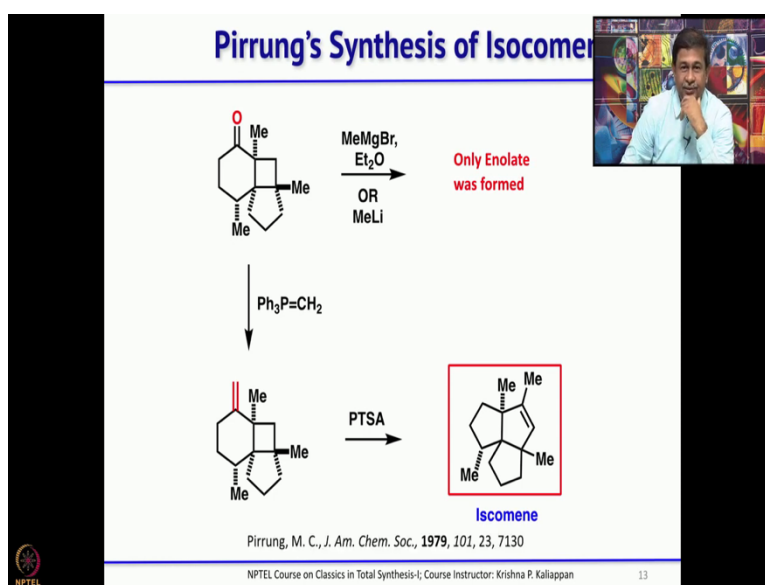 Pirrung's Synthesis of Isocomer
O
Me
Me
Me
MeMgBr,
Et2O
OR
MeLi
Only Enolate
was formed
Ph3P=CH2
Me
Me
Me
PTSA
Me
Me
Me
Me
Iscomene
Pirrung, M. C., J. Am. Chem. Soc., 1979, 101, 23, 7130
NPTEL Course on Classics in Total Synthesis-I; Course Instructor: Krishna P. Kaliappan
13
NPTEL